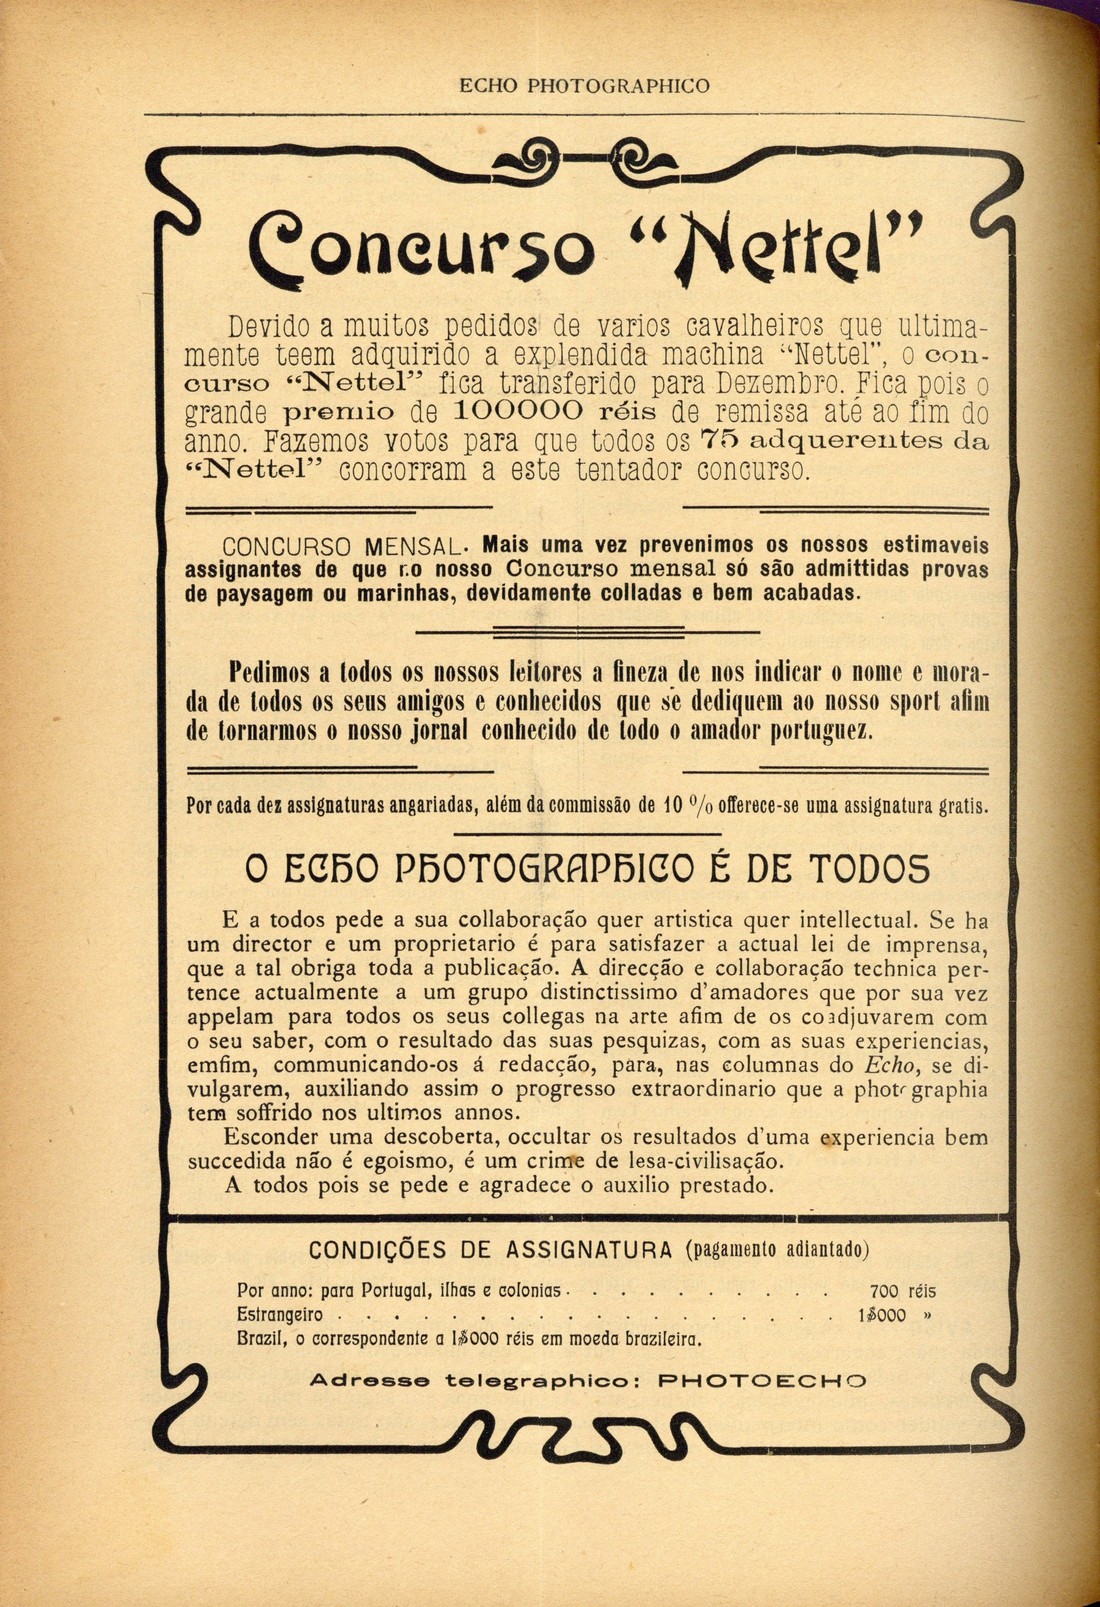 ECHO PHOTOGRAPHICO
Concurso “Nettel”
Devido a muitos pedidos de varios cavalheiros que ultima-
mente teem adquirido a explendida machina “Nettel”, o con-
curso “Nettel” fica transferido para Dezembro. Fica pois o
grande premio de 100000 réis de remissa até ao fim do
anno. Fazemos votos para que todos os 75 adquerentes da
“Nettel” concorram a este tentador concurso.
CONCURSO MENSAL. Mais uma vez prevenimos os nossos estimaveis
assignantes de que no nosso Concurso mensal só são admittidas provas
de paysagem ou marinhas, devidamente colladas e bem acabadas.
Pedimos a todos os nossos leitores a fineza de nos indicar o nome e mora-
da de todos os seus amigos e conhecidos que se dediquem ao nosso sport afim
de tornarmos o nosso jornal conhecido de todo o amador portuguez.
Por cada dez assignaturas angariadas, além da commissão de 10 % offerece-se uma assignatura gratis.
O ECHO PHOTOGRAPHICO É DE TODOS
E a todos pede a sua collaboração quer artistica quer intellectual. Se ha
um director e um proprietario é para satisfazer a actual lei de imprensa,
que a tal obriga toda a publicação. A direcção e collaboração technica per-
tence actualmente a um grupo distinctissimo d’amadores que por sua vez
appelam para todos os seus collegas na arte afim de os coadjuvarem com
o seu saber, com o resultado das suas pesquizas, com as suas experiencias,
emfim, communicando-os á redacção, para, nas columnas do Echo, se di-
vulgarem, auxiliando assim o progresso extraordinario que a photographia
tem soffrido nos ultimos annos.
Esconder uma descoberta, occultar os resultados d’uma experiencia bem
succedida não é egoismo, é um crime de lesa-civilisação.
A todos pois se pede e agradece o auxilio prestado.
CONDIÇÕES DE ASSIGNATURA (pagamento adiantado)
Por anno: para Portugal, ilhas e colonias . . . . . . . . . . 700 réis
Estrangeiro . . . . . . . . . . . . . . . . . . 1$000 »
Brazil, o correspondente a 1$000 réis em moeda brazileira.
Adresse telegraphico: PHOTOECHO